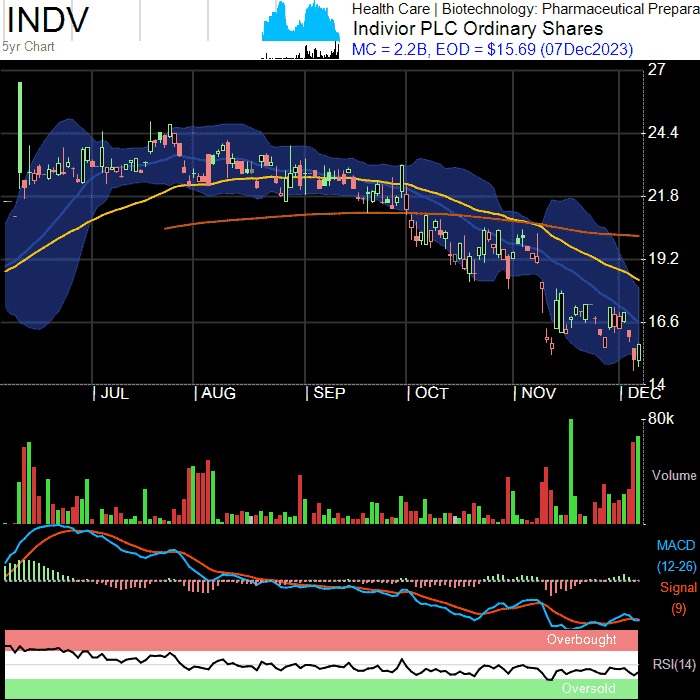 INDV
5yr Chart
Health Care | Biotechnology: Pharmaceutical Prepara
Indivior PLC Ordinary Shares
MC = 2.2B, EOD = $15.69 (07Dec2023)
27
24.4
21.8
19.2
16.6
14
JUL
AUG
SEP
OCT
NOV
DEC
80k
Volume
MACD
(12-26)
Signal
(9)
Overbought
RSI(14)
Oversold